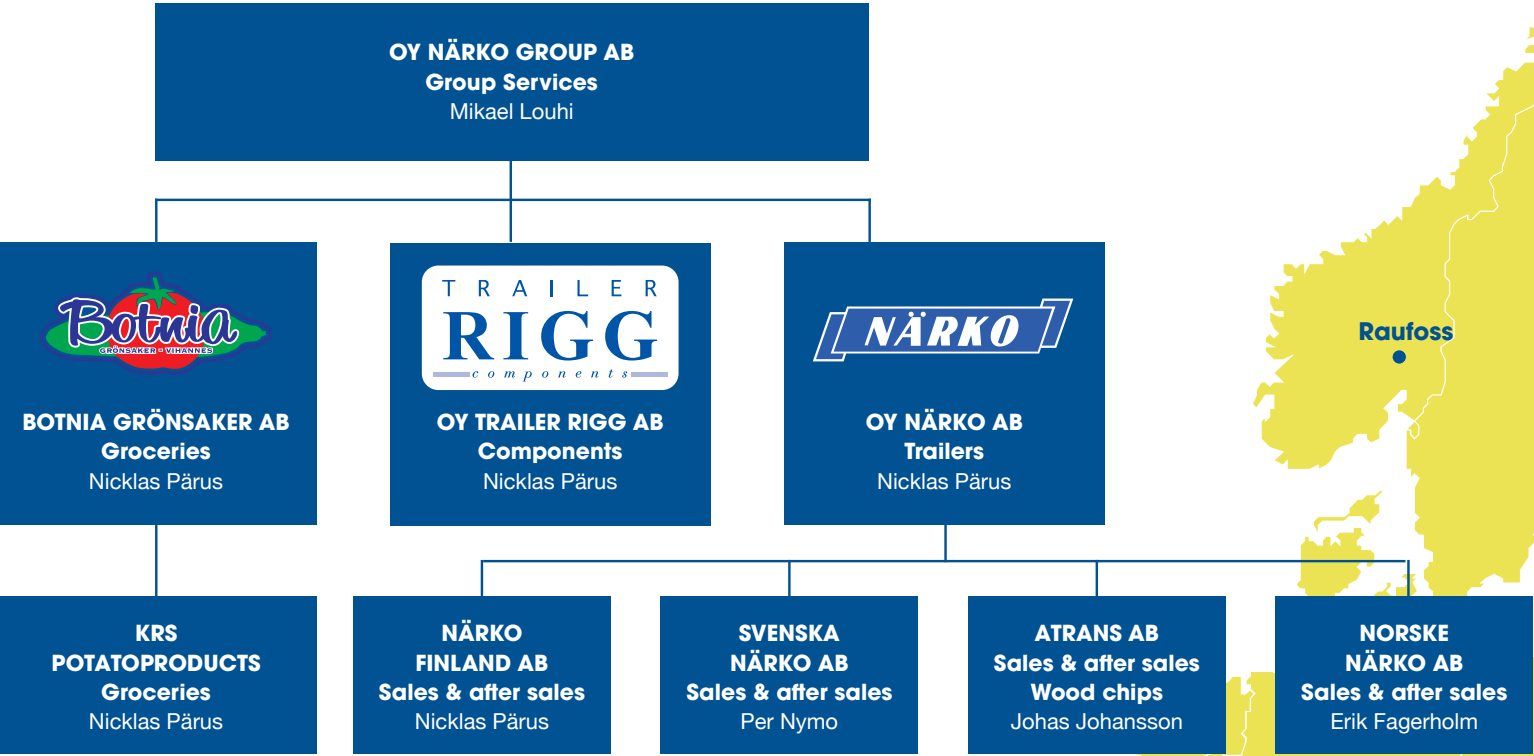 OY NÄRKO GROUP AB
Group Services
Mikael Louhi
Botnia
GRÖNSAKER - VIHANNES
BOTNIA GRÖNSAKER AB
Groceries
Nicklas Pärus
TRAILER
RIGG
components
OY TRAILER RIGG AB
Components
Nicklas Pärus
NÄRKO
OY NÄRKO AB
Trailers
Nicklas Pärus
Raufoss
KRS
POTATOPRODUCTS
Groceries
Nicklas Pärus
NÄRKO
FINLAND AB
Sales & after sales
Nicklas Pärus
SVENSKA
NÄRKO AB
Sales & after sales
Per Nymo
ATRANS AB
Sales & after sales
Wood chips
Johas Johansson
NORSKE
NÄRKO AB
Sales & after sales
Erik Fagerholm